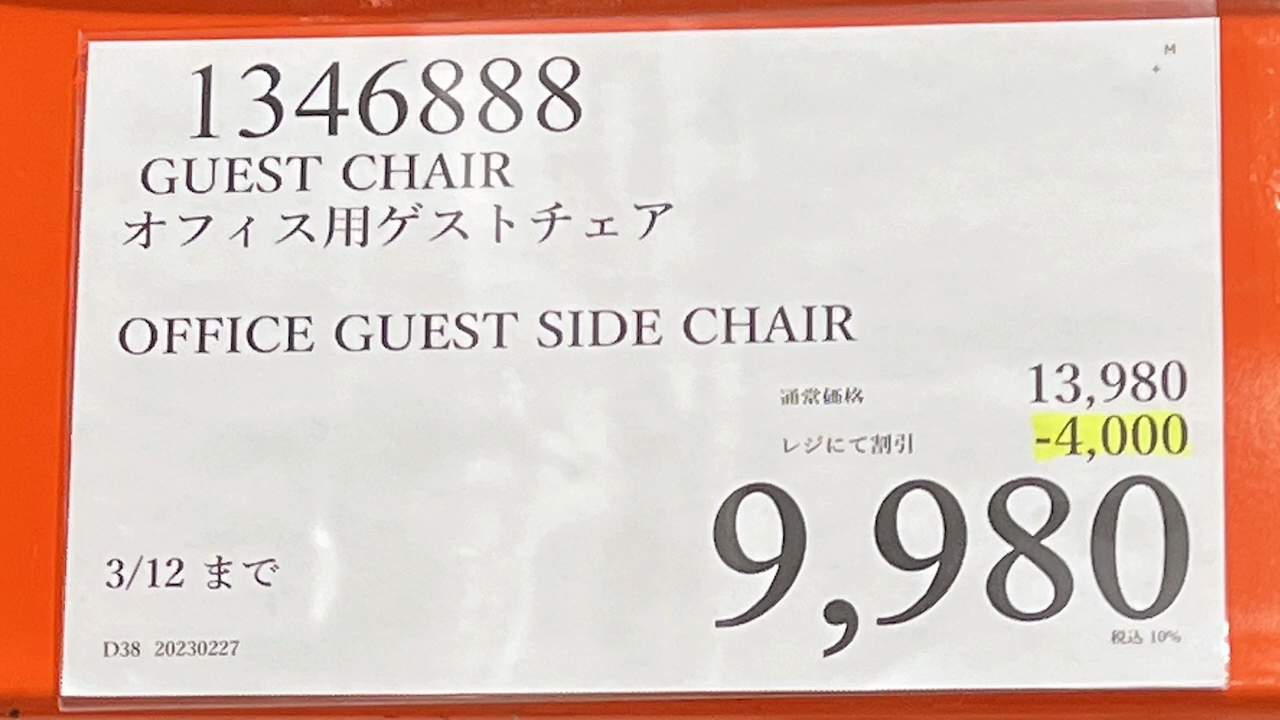 M
+
1346888
GUEST CHAIR
オフィス用ゲストチェア
OFFICE GUEST SIDE CHAIR
通常価格 13,980
レジにて割引 -4,000
9,980
税込 10%
3/12 まで
D38 20230227